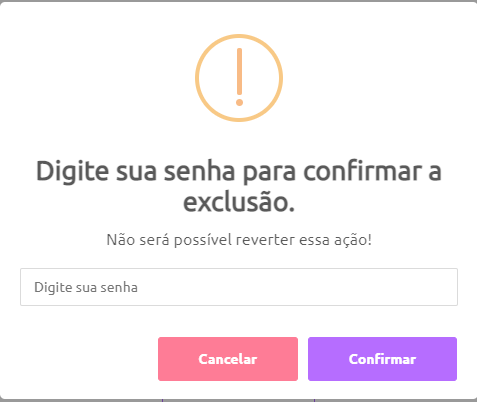 Digite sua senha para confirmar a
exclusão.
Não será possível reverter essa ação!
Digite sua senha
Cancelar
Confirmar